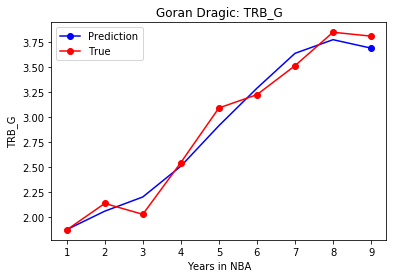 Goran Dragic: TRB_G
Prediction
True
3.75
3.50
3.25
3.00
2.75
2.50
2.25
2.00
TRB_G
1 2 3 4 5 6 7 8 9
Years in NBA